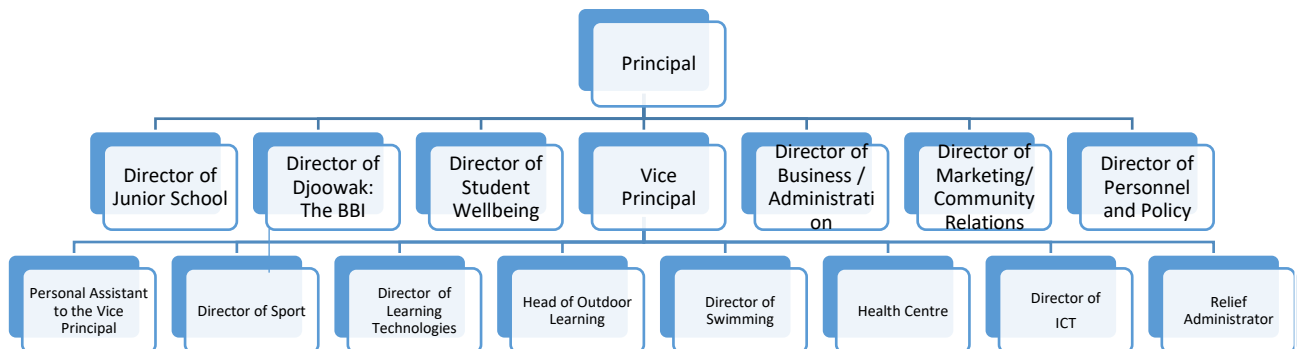 Principal
Director of
Junior School
Director of
Djoowak:
The BBI
Director of
Student
Wellbeing
Vice
Principal
Director of
Business /
Administrati
on
Director of
Marketing/
Community
Relations
Director of
Personnel
and Policy
Personal Assistant
to the Vice
Principal
Director of Sport
Director of
Learning
Technologies
Head of Outdoor
Learning
Director of
Swimming
Health Centre
Director of
ICT
Relief
Administrator